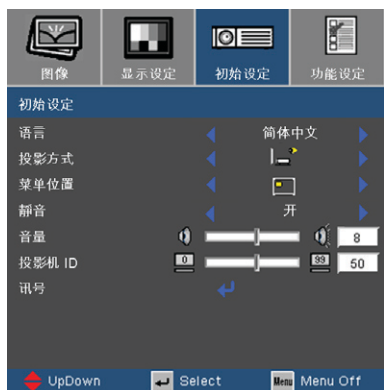 图像 显示设定 初始设定 功能设定
初始设定
语言 简体中文
投影方式
菜单位置
靜音 开
音量 8
投影机 ID 0 99 50
讯号
UpDown Select Menu Menu Off